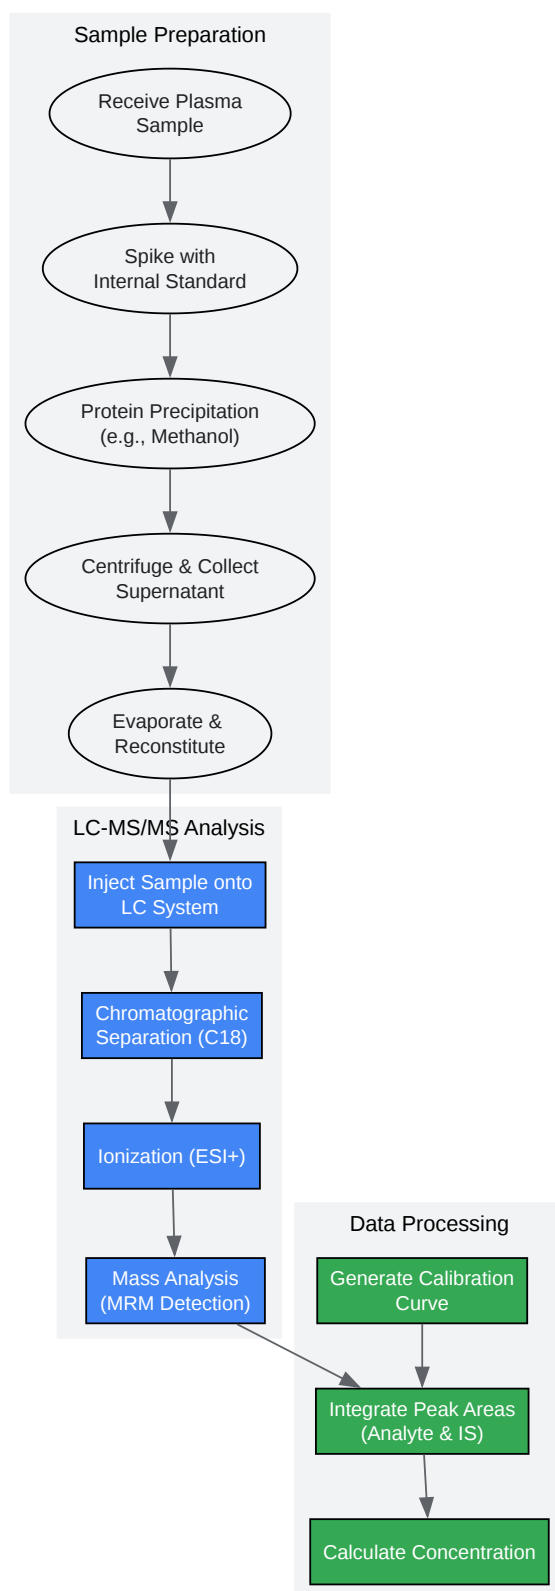 Sample Preparation
Receive Plasma
Sample
Spike with
Internal Standard
Protein Precipitation
(e.g., Methanol)
Centrifuge & Collect
Supernatant
Evaporate &
Reconstitute
LC-MS/MS Analysis
Inject Sample onto
LC System
Chromatographic
Separation (C18)
Ionization (ESI+)
Mass Analysis
(MRM Detection)
Data Processing
Generate Calibration
Curve
Integrate Peak Areas
(Analyte & IS)
Calculate Concentration